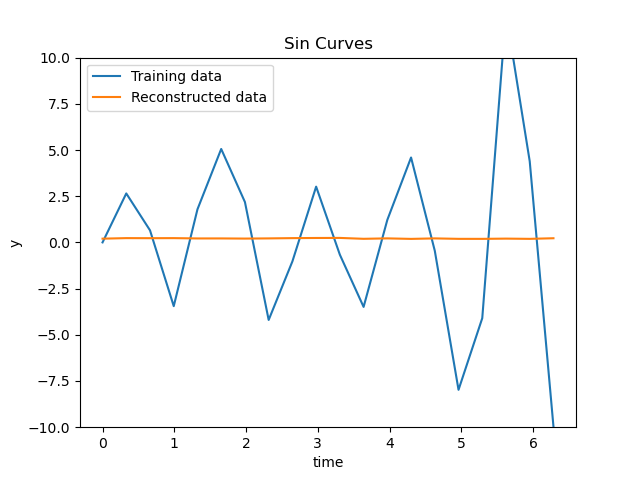 Sin Curves
Training data
Reconstructed data
10.0
7.5
5.0
2.5
0.0
−2.5
−5.0
−7.5
−10.0
y
0 1 2 3 4 5 6
time